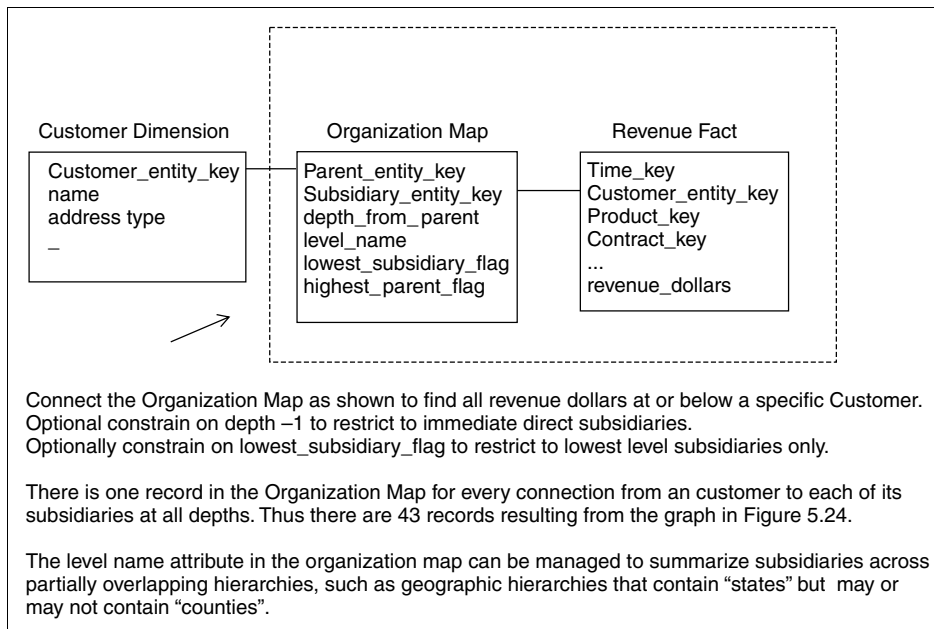 Customer Dimension
Customer_entity_key
name
address type
_
Organization Map
Parent_entity_key
Subsidiary_entity_key
depth_from_parent
level_name
lowest_subsidiary_flag
highest_parent_flag
Revenue Fact
Time_key
Customer_entity_key
Product_key
Contract_key
...
revenue_dollars
Connect the Organization Map as shown to find all revenue dollars at or below a specific Customer.
Optional constrain on depth –1 to restrict to immediate direct subsidiaries.
Optionally constrain on lowest_subsidiary_flag to restrict to lowest level subsidiaries only.
There is one record in the Organization Map for every connection from an customer to each of its
subsidiaries at all depths. Thus there are 43 records resulting from the graph in Figure 5.24.
The level name attribute in the organization map can be managed to summarize subsidiaries across
partially overlapping hierarchies, such as geographic hierarchies that contain “states” but may or
may not contain “counties”.